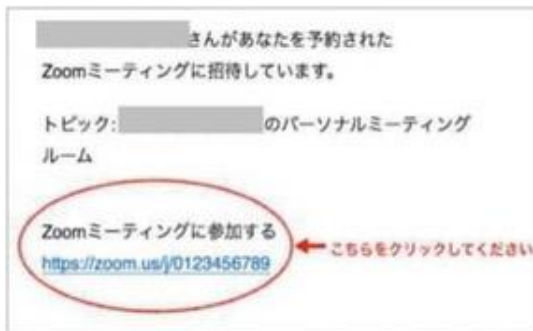 さんがあなたを予約された
Zoomミーティングに招待しています。
トピック: のパーソナルミーティング
ルーム
Zoomミーティングに参加する
https://zoom.us/j/0123456789
こちらをクリックしてください